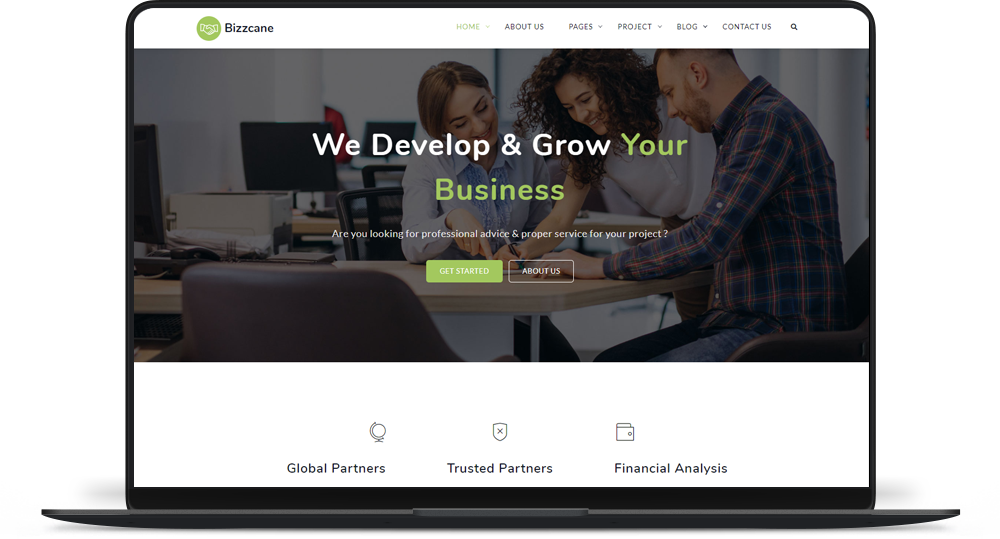 Bizzcane
HOME ABOUT US PAGES PROJECT BLOG CONTACT US
We Develop & Grow Your
Business
Are you looking for professional advice & proper service for your project ?
GET STARTED ABOUT US
Global Partners Trusted Partners Financial Analysis